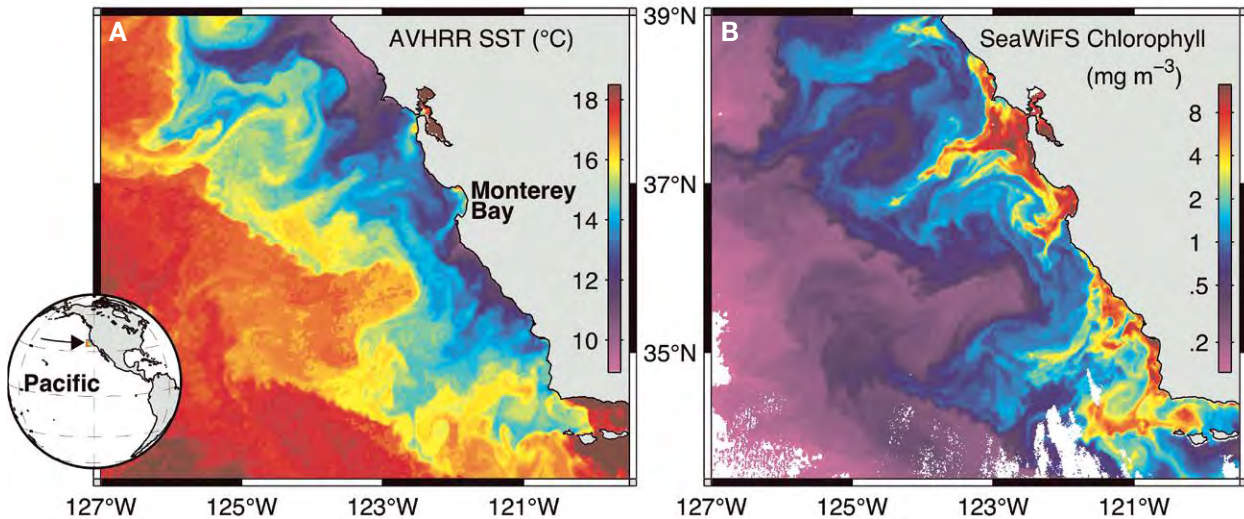 A
AVHRR SST (°C)
18
16
14
12
10
Monterey
Bay
Pacific
127°W
125°W
123°W
121°W
39°N
37°N
35°N
B
SeaWiFS Chlorophyll
(mg m⁻³)
8
4
2
1
.5
.2
127°W
125°W
123°W
121°W